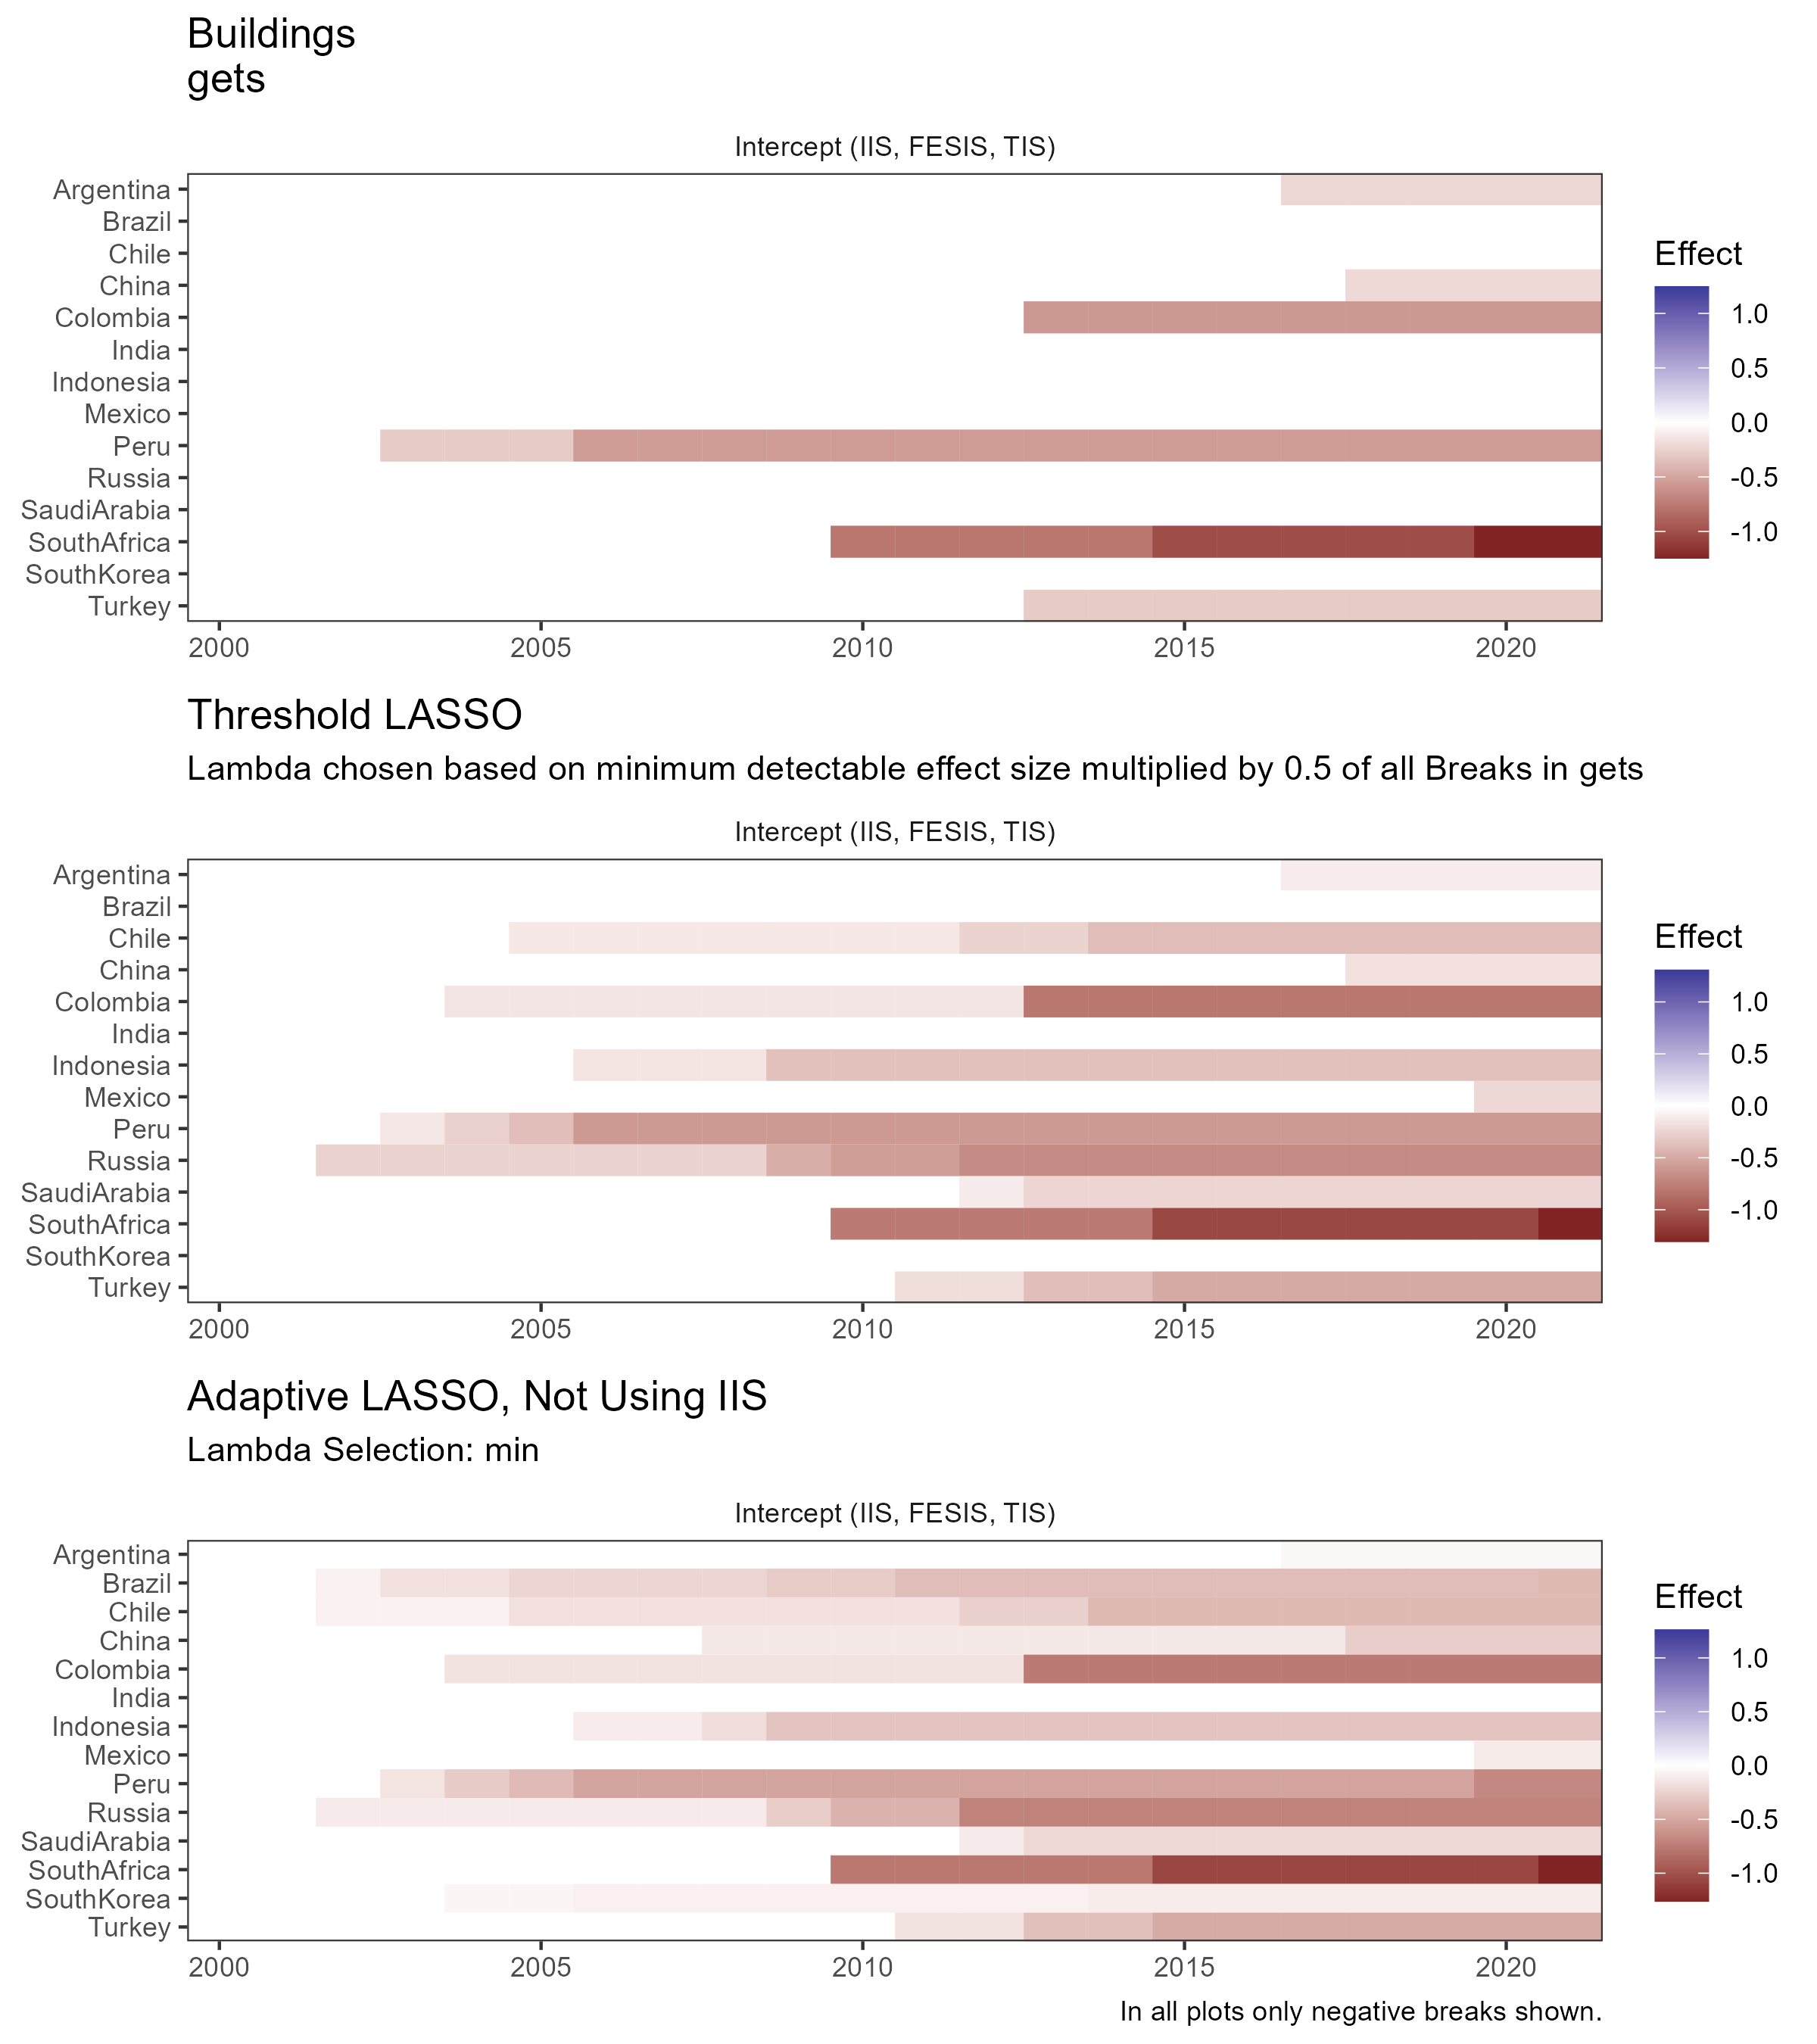 Buildings
gets
Intercept (IIS, FESIS, TIS)
Argentina
Brazil
Chile
China
Colombia
India
Indonesia
Mexico
Peru
Russia
SaudiArabia
SouthAfrica
SouthKorea
Turkey
2000 2005 2010 2015 2020
Effect
1.0
0.5
0.0
-0.5
-1.0
Threshold LASSO
Lambda chosen based on minimum detectable effect size multiplied by 0.5 of all Breaks in gets
Intercept (IIS, FESIS, TIS)
Argentina
Brazil
Chile
China
Colombia
India
Indonesia
Mexico
Peru
Russia
SaudiArabia
SouthAfrica
SouthKorea
Turkey
2000 2005 2010 2015 2020
Effect
1.0
0.5
0.0
-0.5
-1.0
Adaptive LASSO, Not Using IIS
Lambda Selection: min
Intercept (IIS, FESIS, TIS)
Argentina
Brazil
Chile
China
Colombia
India
Indonesia
Mexico
Peru
Russia
SaudiArabia
SouthAfrica
SouthKorea
Turkey
2000 2005 2010 2015 2020
Effect
1.0
0.5
0.0
-0.5
-1.0
In all plots only negative breaks shown.